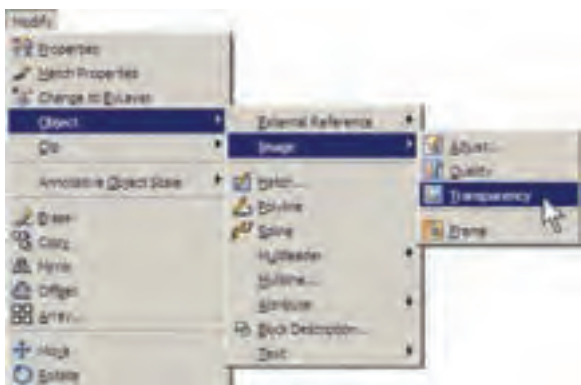 Modify
Properties
Match Properties
Change to ByLayer
Object
Clip
Annotative Object Scale
Erase
Copy
Mirror
Offset
Array...
Move
Rotate
External Reference
Image
Hatch...
Polyline
Spline
Multileader
Multiline...
Attribute
Block Description...
Text
Adjust...
Quality
Transparency
Frame